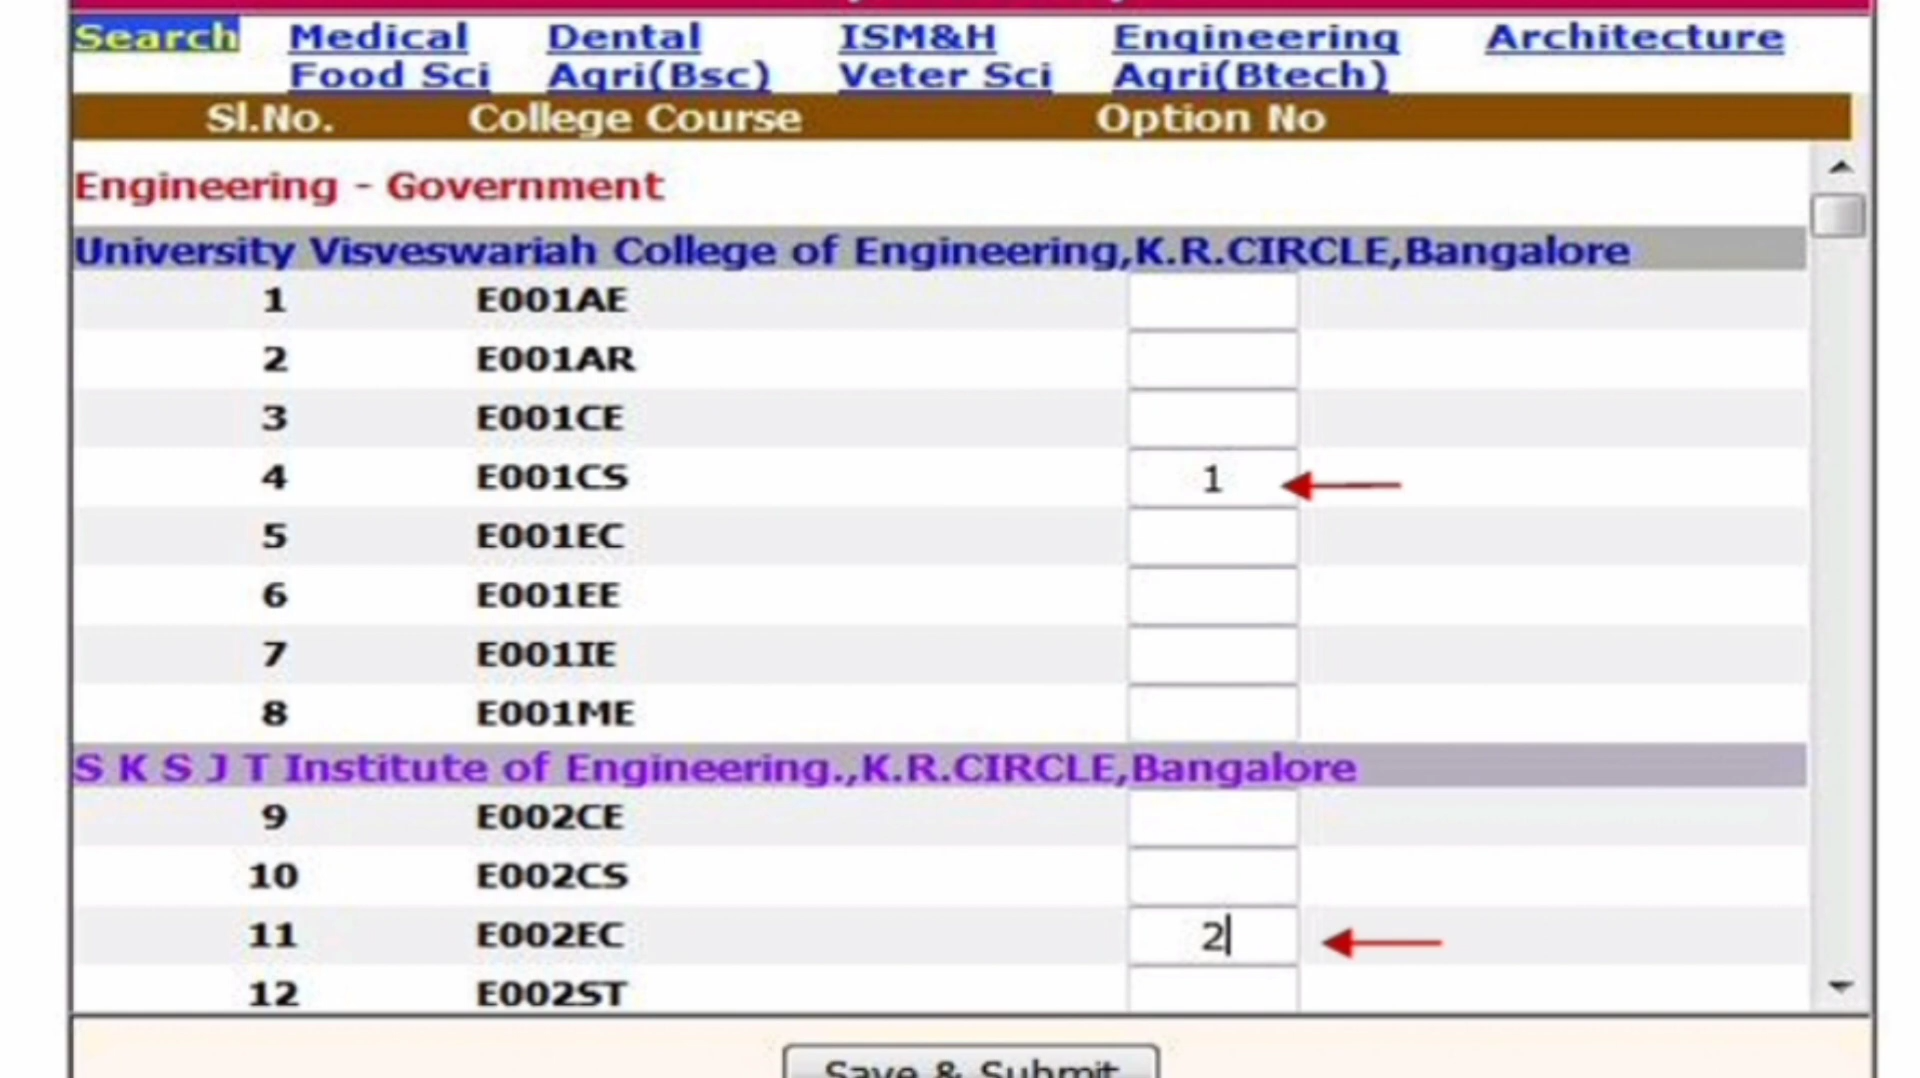 Search Medical Dental ISM&H Engineering Architecture
Food Sci Agri(Bsc) Veter Sci Agri(Btech)
Sl.No. College Course Option No
Engineering - Government
University Visveswariah College of Engineering,K.R.CIRCLE,Bangalore
1 E001AE
2 E001AR
3 E001CE
4 E001CS 1
5 E001EC
6 E001EE
7 E001IE
8 E001ME
S K S J T Institute of Engineering.,K.R.CIRCLE,Bangalore
9 E002CE
10 E002CS
11 E002EC 2
12 E002ST
Save & Submit